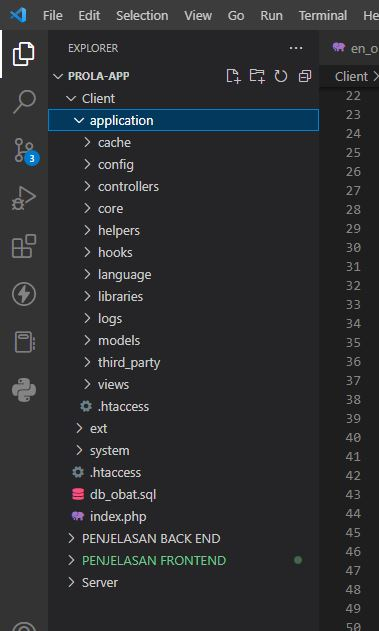 File Edit Selection View Go Run Terminal
EXPLORER
en_o
PROLA-APP
Client
Client
22
application
23
cache
24
config
25
controllers
26
core
27
helpers
28
hooks
29
language
30
libraries
31
logs
32
models
33
third_party
34
views
35
.htaccess
36
ext
37
system
38
.htaccess
39
db_obat.sql
40
index.php
41
PENJELASAN BACK END
42
PENJELASAN FRONTEND
43
Server
44
45
46
47
48
49
50
3